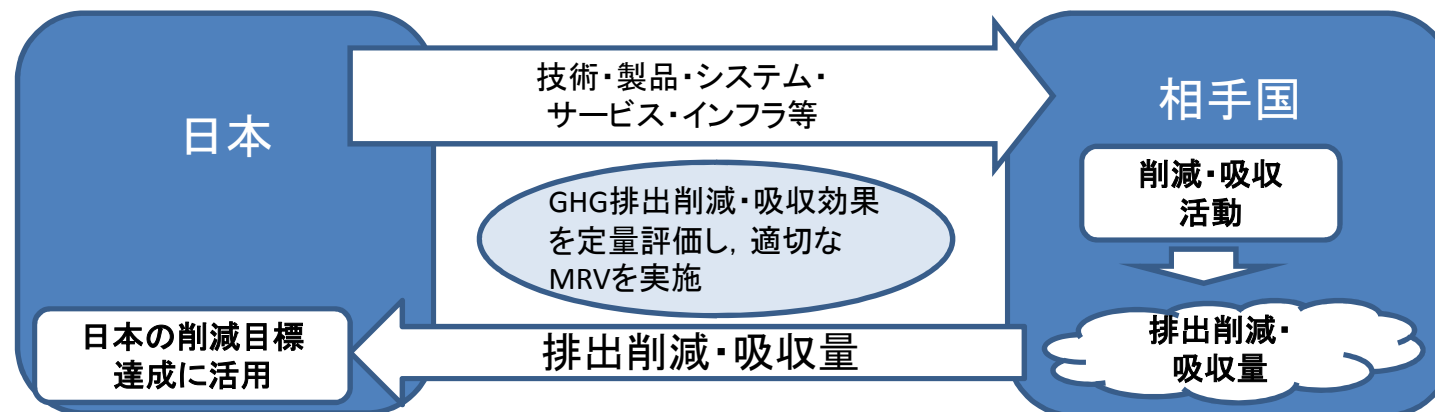 日本
技術・製品・システム・
サービス・インフラ等
相手国
削減・吸収
活動
GHG排出削減・吸収効果
を定量評価し，適切な
MRVを実施
日本の削減目標
達成に活用
排出削減・吸収量
排出削減・
吸収量